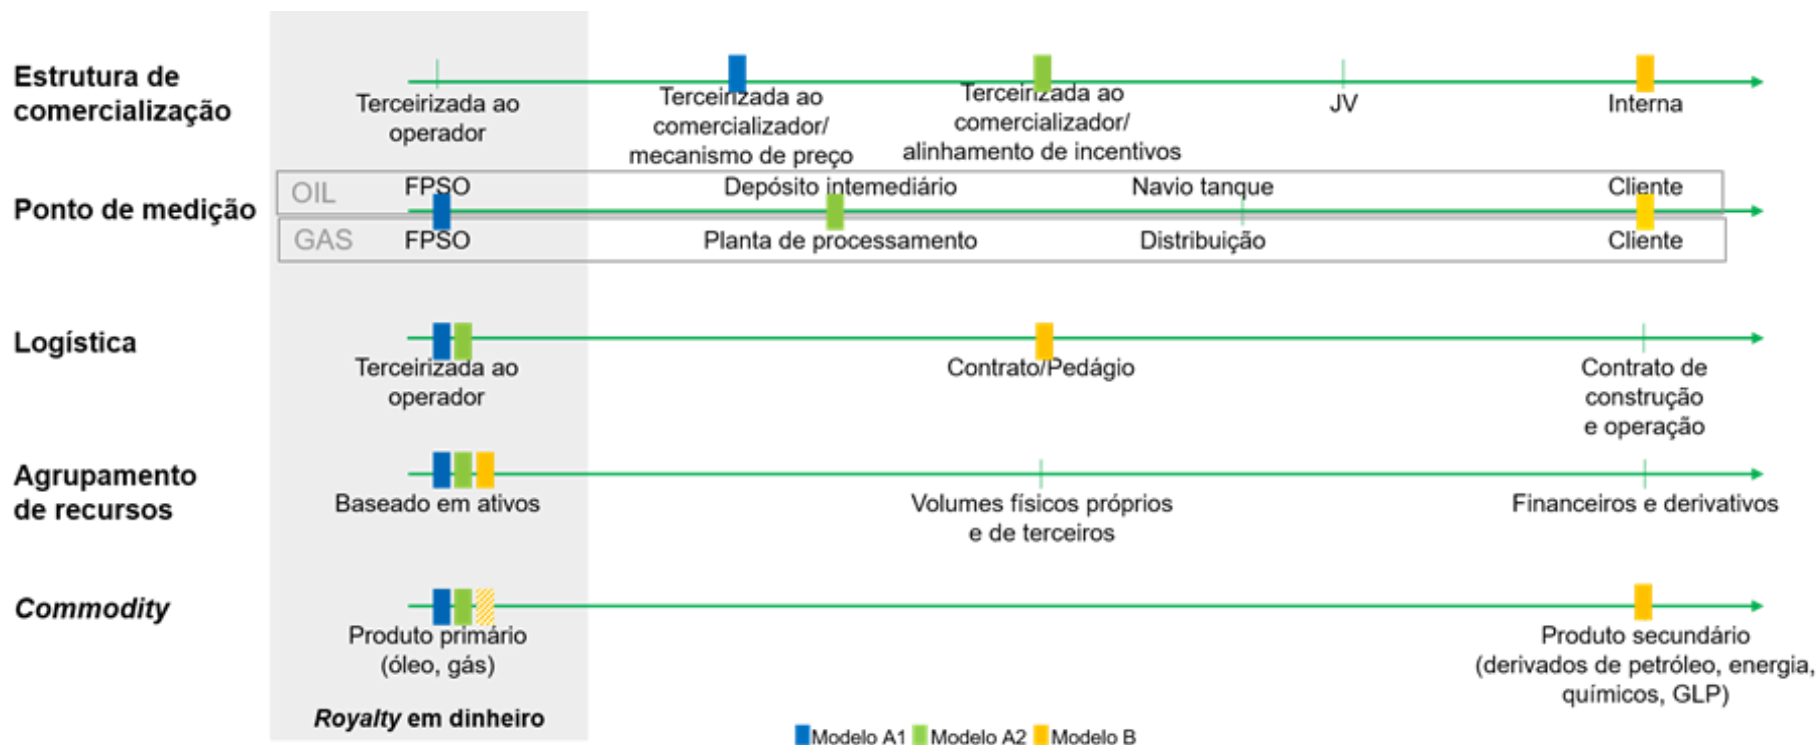 Estrutura de
comercialização
Terceirizada ao
operador
Terceirizada ao
comercializador/
mecanismo de preço
Terceirizada ao
comercializador/
alinhamento de incentivos
JV
Interna
Ponto de medição
OIL
FPSO
Depósito intemediário
Navio tanque
Cliente
GAS
FPSO
Planta de processamento
Distribuição
Cliente
Logística
Terceirizada ao
operador
Contrato/Pedágio
Contrato de
construção
e operação
Agrupamento
de recursos
Baseado em ativos
Volumes físicos próprios
e de terceiros
Financeiros e derivativos
Commodity
Produto primário
(óleo, gás)
Produto secundário
(derivados de petróleo, energia,
químicos, GLP)
Royalty em dinheiro
Modelo A1 Modelo A2 Modelo B